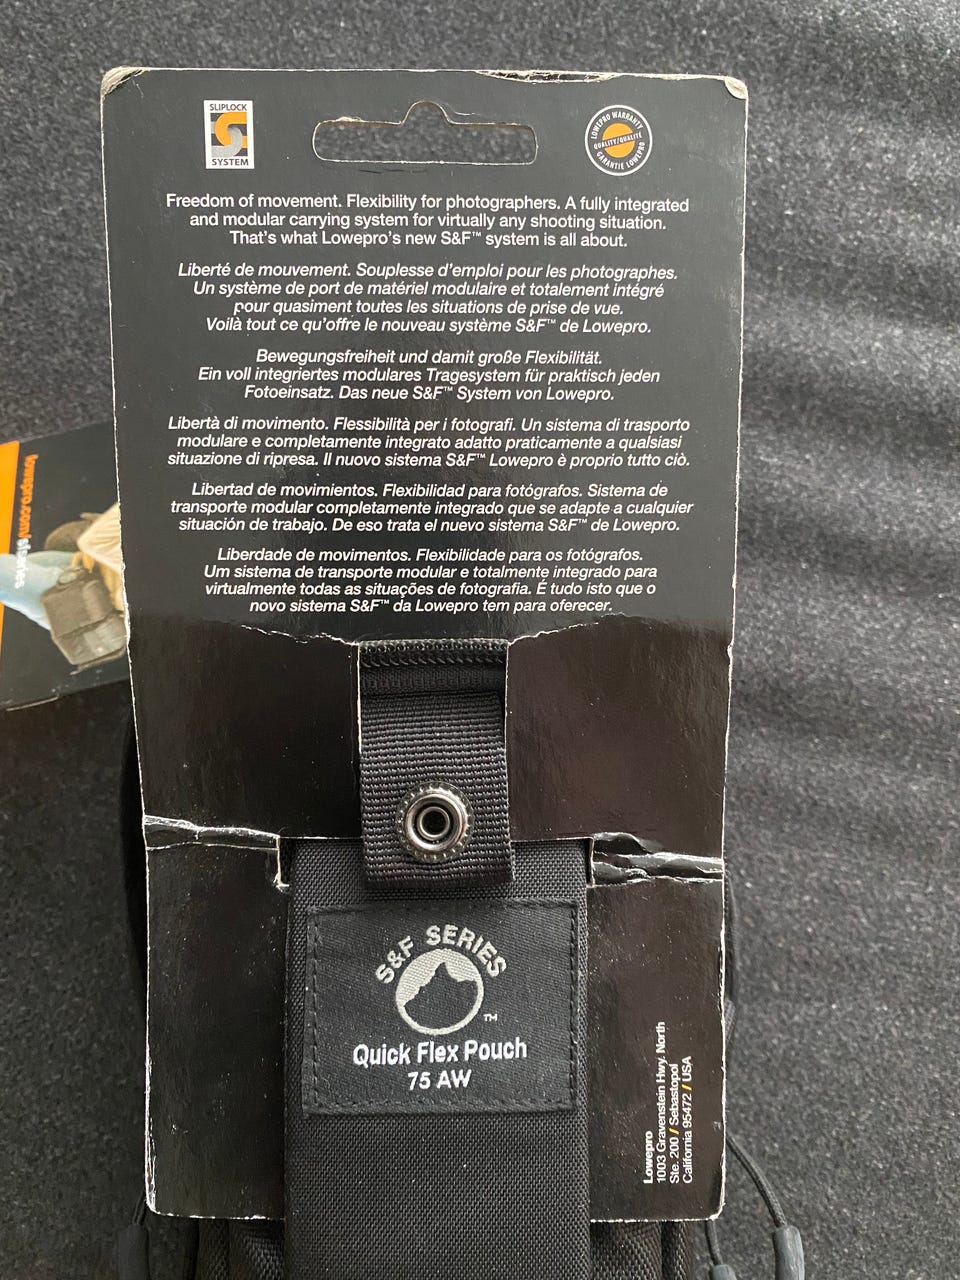 SLIPLOCK
SYSTEM
LOWEPRO WARRANTY
QUALITY/QUALITÉ
GARANTIE LOWEPRO
Freedom of movement. Flexibility for photographers. A fully integrated
and modular carrying system for virtually any shooting situation.
That's what Lowepro's new S&F™ system is all about.
Liberté de mouvement. Souplesse d'emploi pour les photographes.
Un système de port de matériel modulaire et totalement intégré
pour quasiment toutes les situations de prise de vue.
Voilà tout ce qu'offre le nouveau système S&F™ de Lowepro.
Bewegungsfreiheit und damit große Flexibilität.
Ein voll integriertes modulares Tragesystem für praktisch jeden
Fotoeinsatz. Das neue S&F™ System von Lowepro.
Libertà di movimento. Flessibilità per i fotografi. Un sistema di trasporto
modulare e completamente integrato adatto praticamente a qualsiasi
situazione di ripresa. Il nuovo sistema S&F™ Lowepro è proprio tutto ciò.
Libertad de movimientos. Flexibilidad para fotógrafos. Sistema de
transporte modular completamente integrado que se adapte a cualquier
situación de trabajo. De eso trata el nuevo sistema S&F™ de Lowepro.
Liberdade de movimentos. Flexibilidade para os fotógrafos.
Um sistema de transporte modular e totalmente integrado para
virtualmente todas as situações de fotografia. É tudo isto que o
novo sistema S&F™ da Lowepro tem para oferecer.
lowepro.com/stories
S&F SERIES
™
Quick Flex Pouch
75 AW
Lowepro
1003 Gravenstein Hwy. North
Ste. 200 / Sebastopol
California 95472 / USA